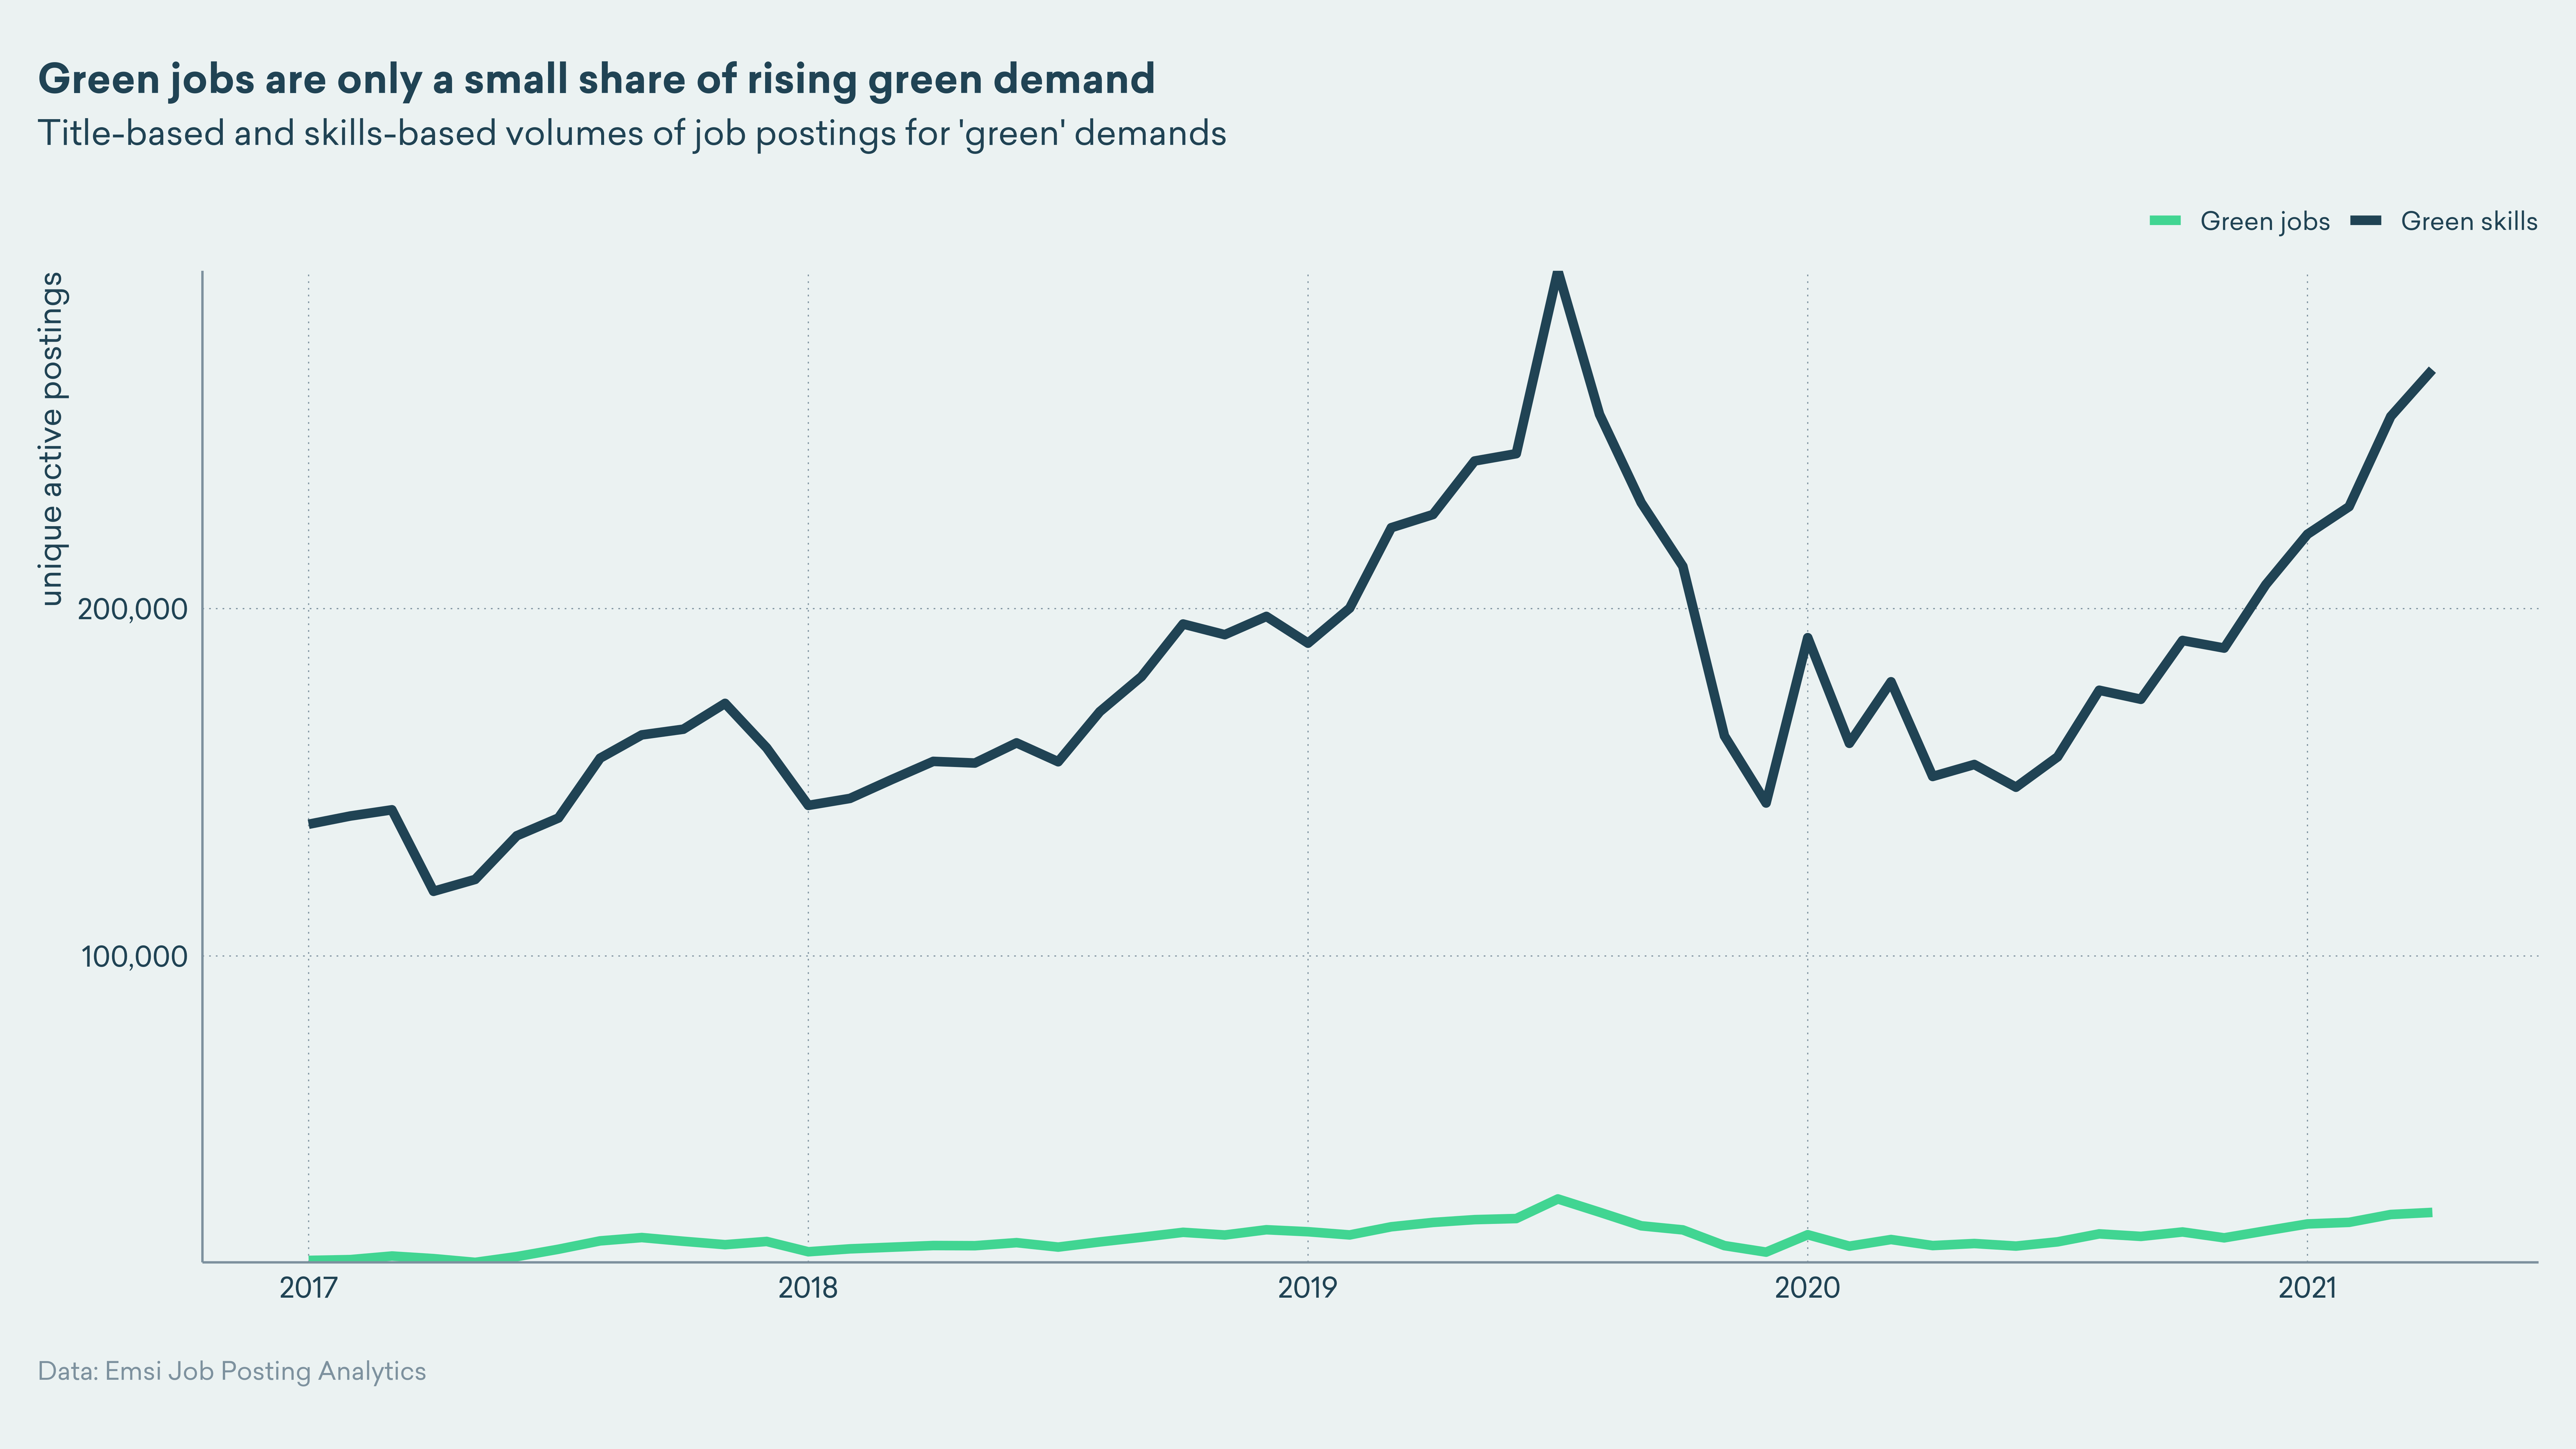 Green jobs are only a small share of rising green demand
Title-based and skills-based volumes of job postings for 'green' demands
Green jobs
Green skills
unique active postings
200,000
100,000
2017
2018
2019
2020
2021
Data: Emsi Job Posting Analytics